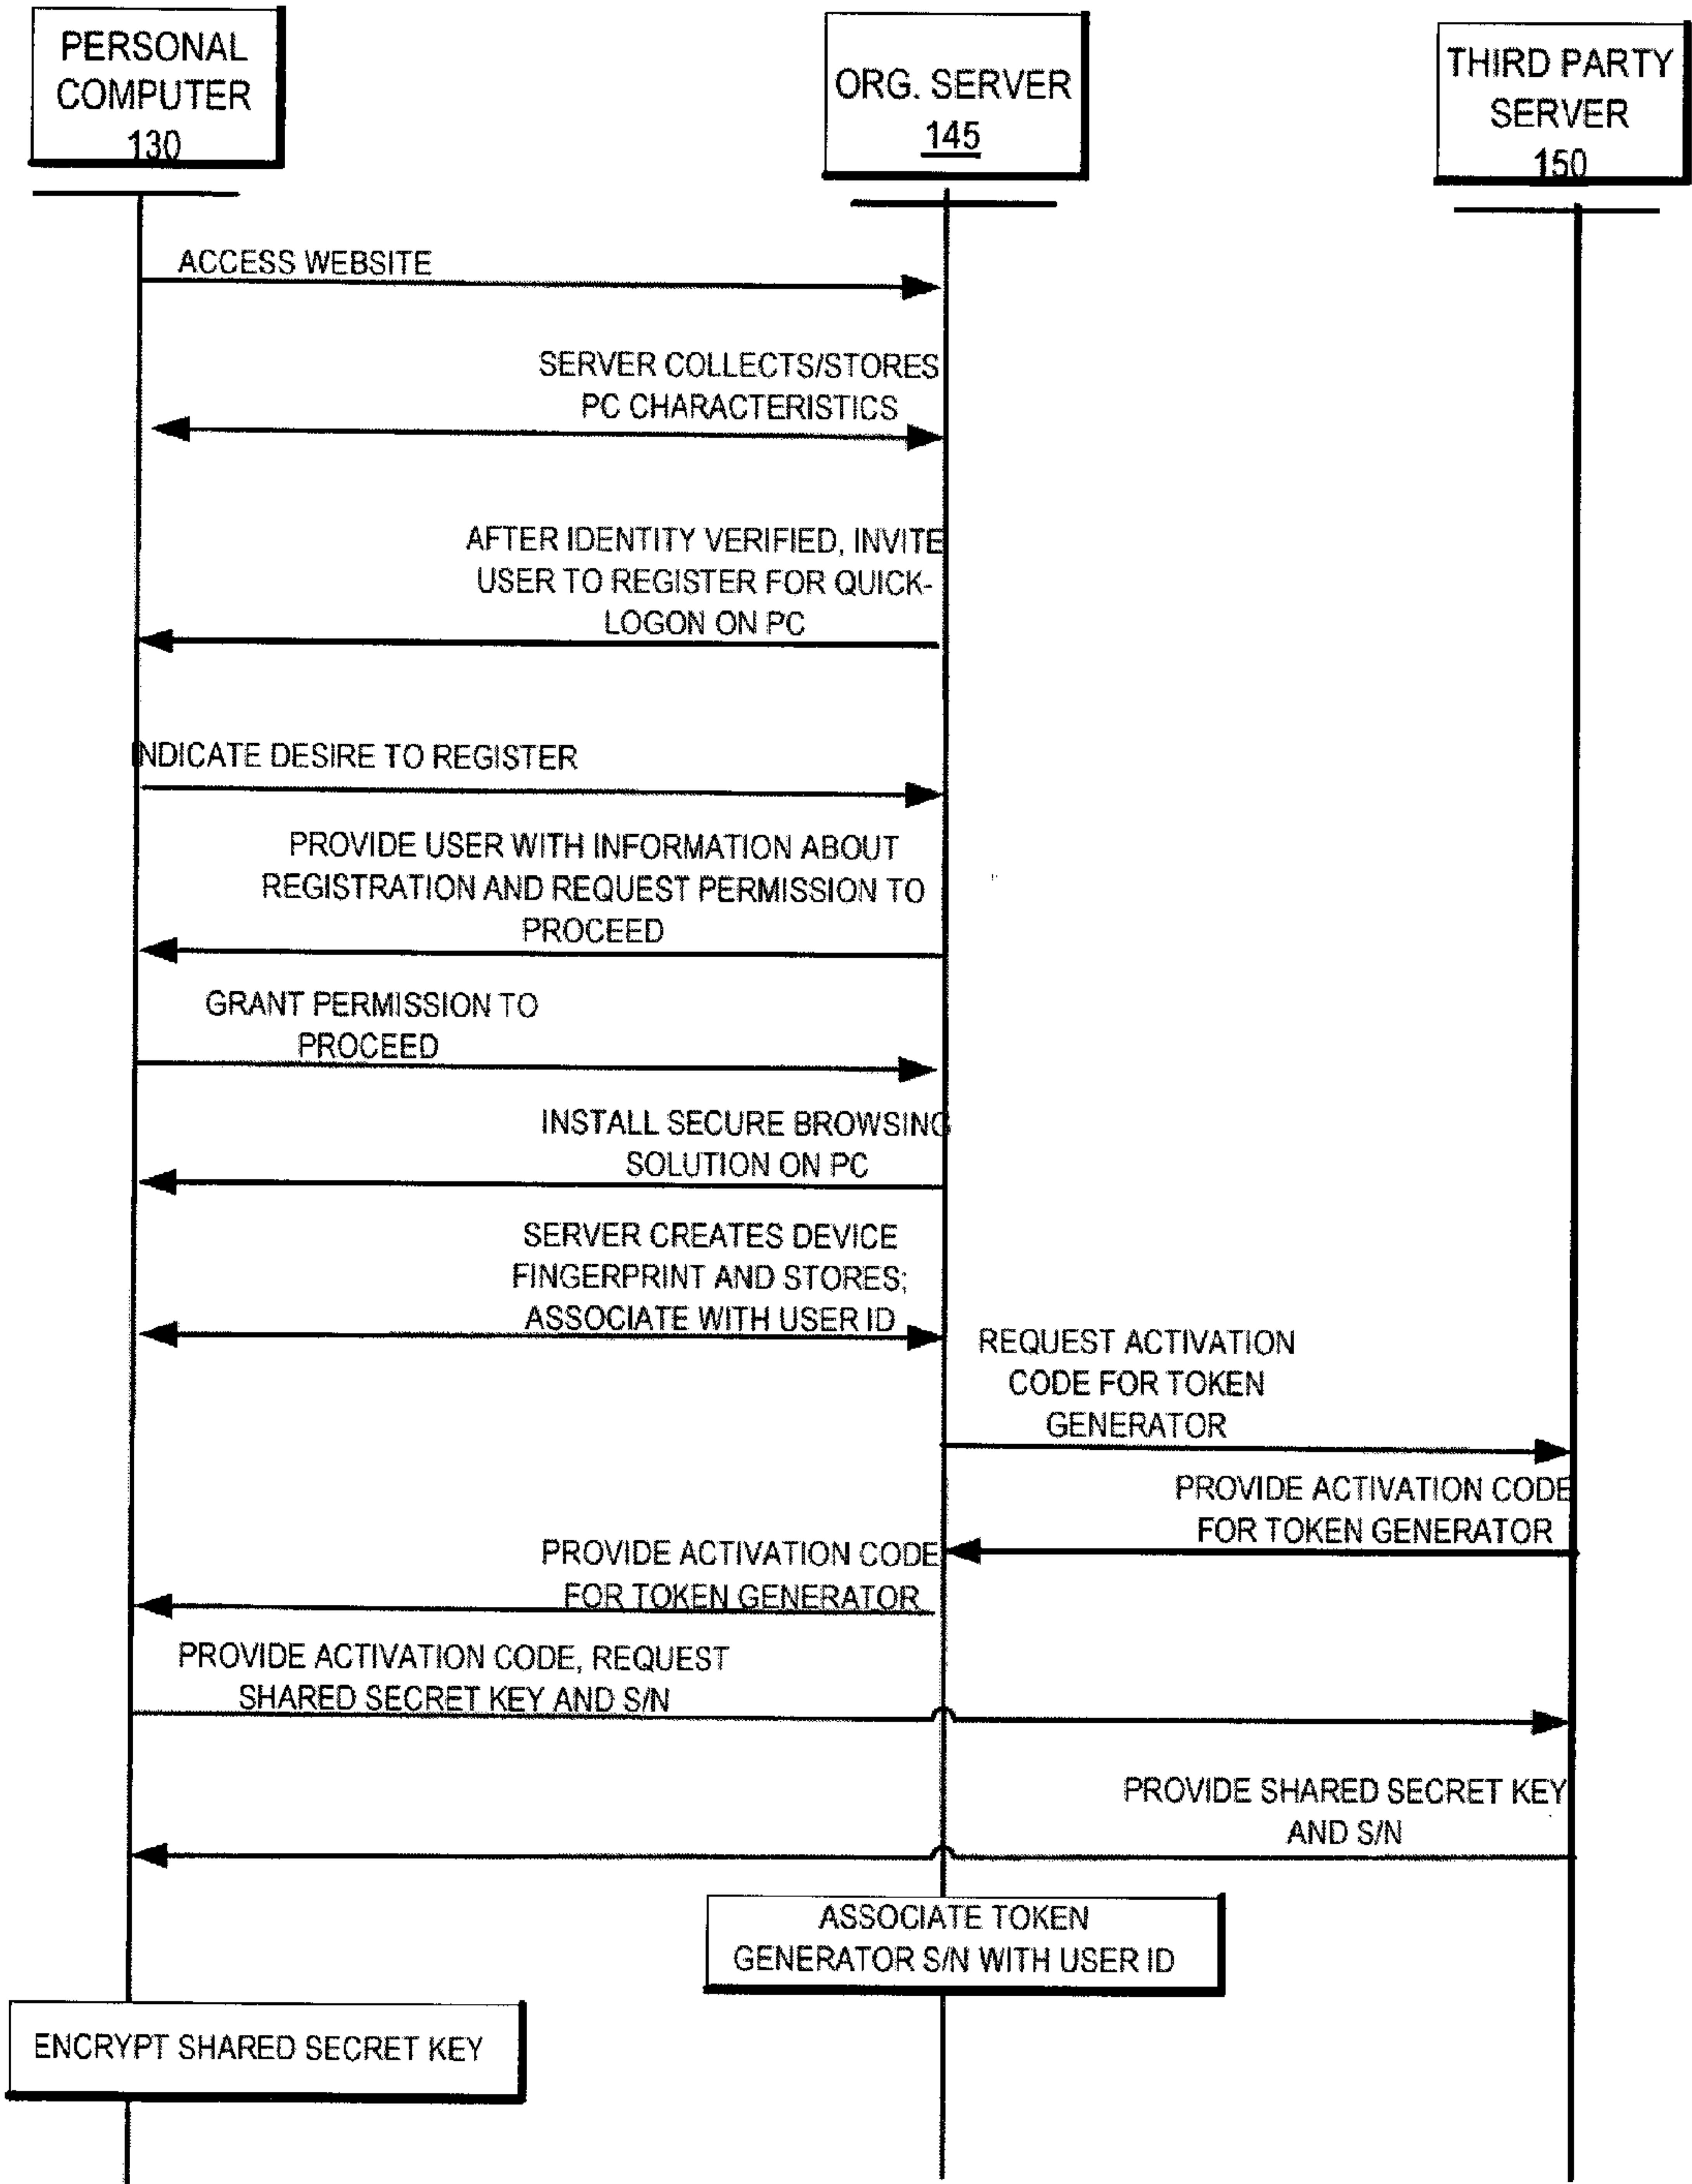 PERSONAL
COMPUTER
130
ORG. SERVER
145
THIRD PARTY
SERVER
150
ACCESS WEBSITE
SERVER COLLECTS/STORES
PC CHARACTERISTICS
AFTER IDENTITY VERIFIED, INVITE
USER TO REGISTER FOR QUICK-
LOGON ON PC
INDICATE DESIRE TO REGISTER
PROVIDE USER WITH INFORMATION ABOUT
REGISTRATION AND REQUEST PERMISSION TO
PROCEED
GRANT PERMISSION TO
PROCEED
INSTALL SECURE BROWSING
SOLUTION ON PC
SERVER CREATES DEVICE
FINGERPRINT AND STORES;
ASSOCIATE WITH USER ID
REQUEST ACTIVATION
CODE FOR TOKEN
GENERATOR
PROVIDE ACTIVATION CODE
FOR TOKEN GENERATOR
PROVIDE ACTIVATION CODE
FOR TOKEN GENERATOR
PROVIDE ACTIVATION CODE, REQUEST
SHARED SECRET KEY AND S/N
PROVIDE SHARED SECRET KEY
AND S/N
ASSOCIATE TOKEN
GENERATOR S/N WITH USER ID
ENCRYPT SHARED SECRET KEY